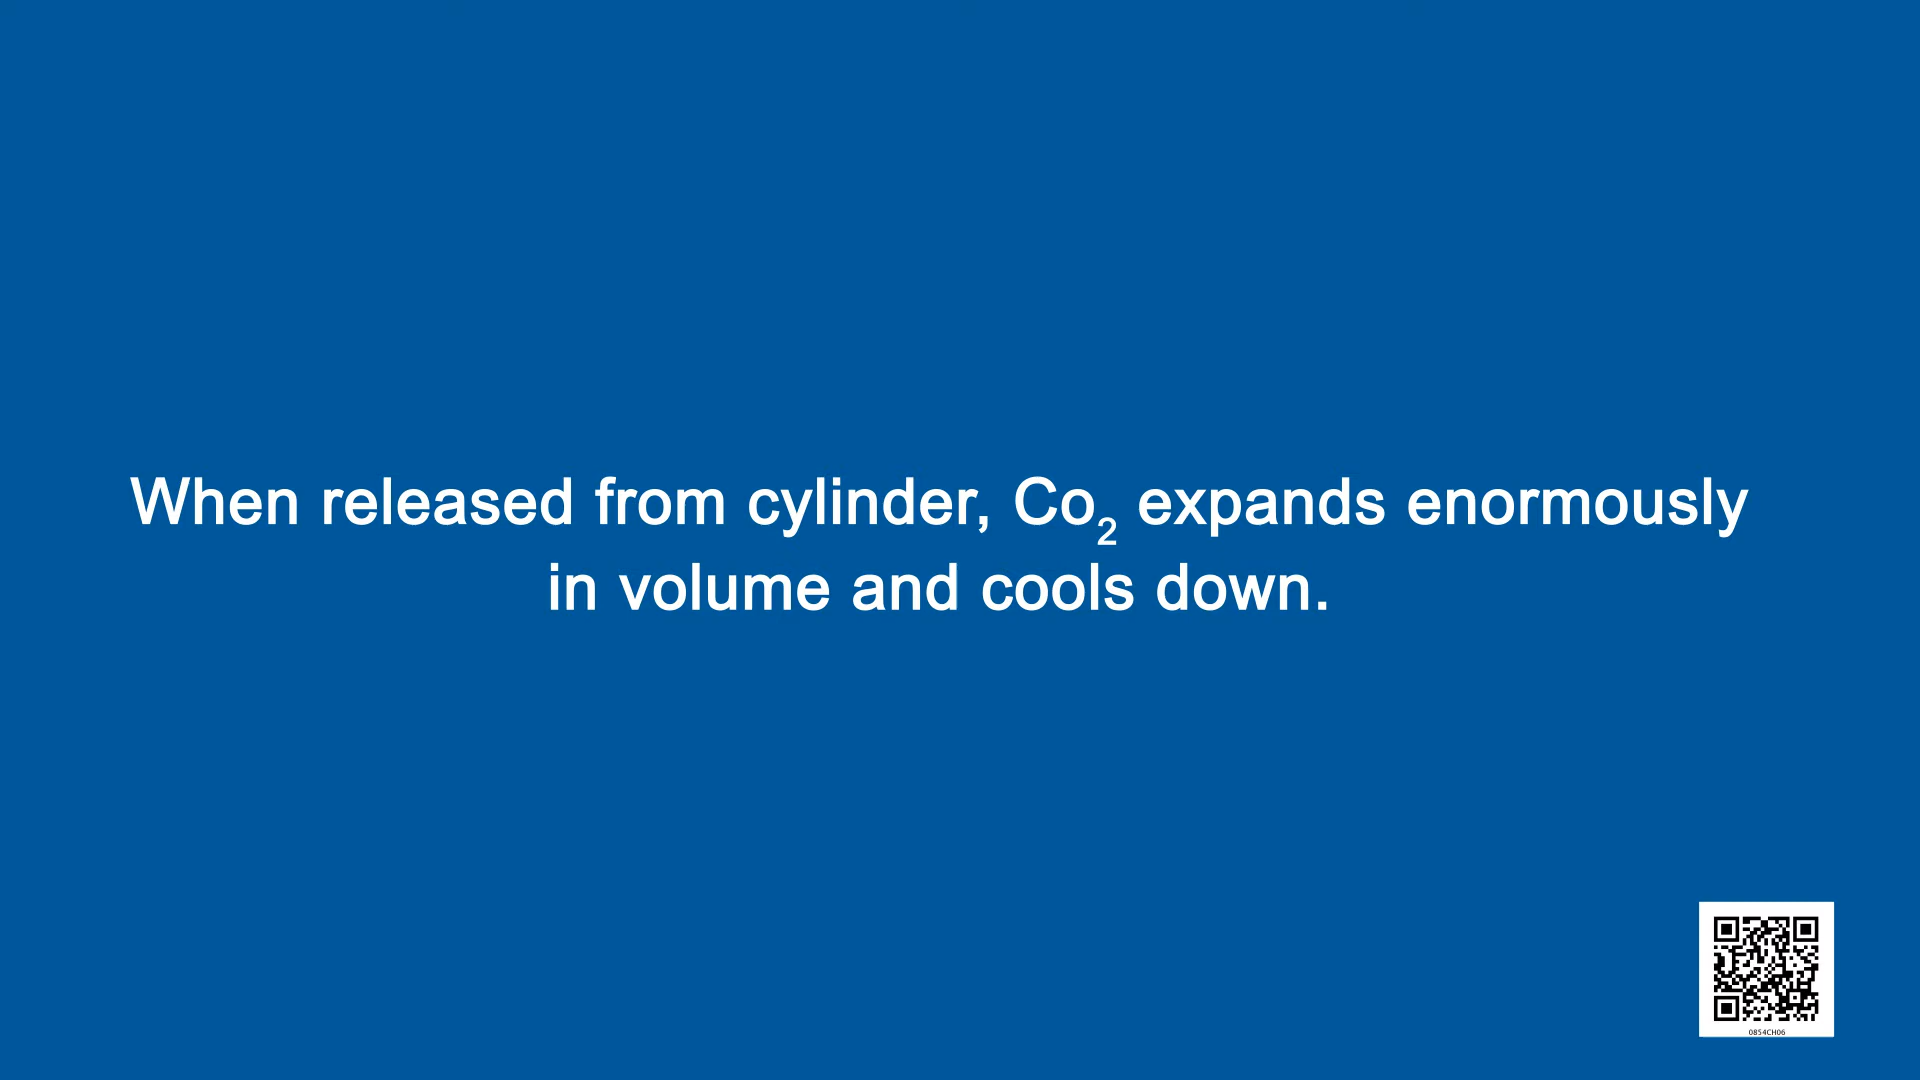 When released from cylinder, Co₂ expands enormously
in volume and cools down.
0854CH06